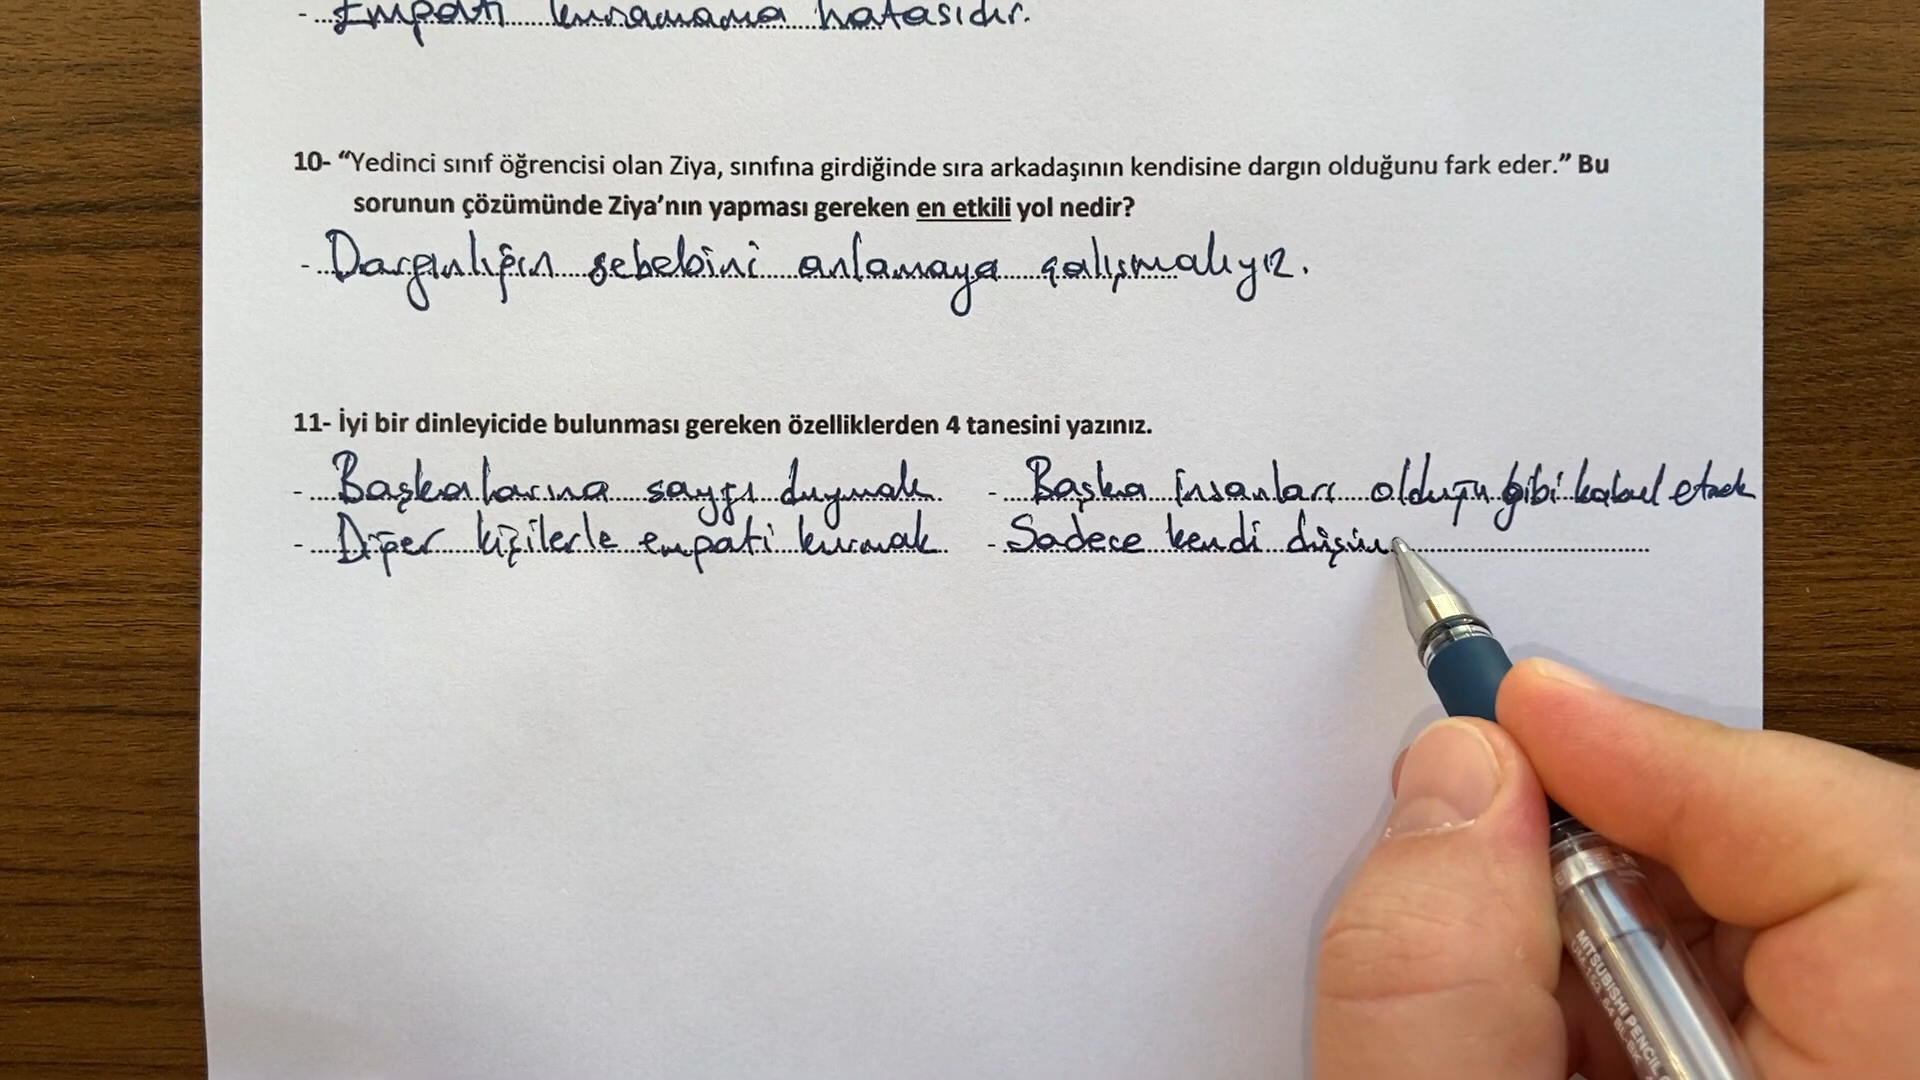 - Empati kuramama hatasıdır.
10- “Yedinci sınıf öğrencisi olan Ziya, sınıfına girdiğinde sıra arkadaşının kendisine dargın olduğunu fark eder.” Bu
sorunun çözümünde Ziya’nın yapması gereken en etkili yol nedir?
- Dargınlığın sebebini anlamaya çalışmalıyız.
11- İyi bir dinleyicide bulunması gereken özelliklerden 4 tanesini yazınız.
- Başkalarına saygı duymak - Başka insanları olduğu gibi kabul etmek
- Diğer kişilerle empati kurmak - Sadece kendi düşün
MITSUBISHI PENCIL